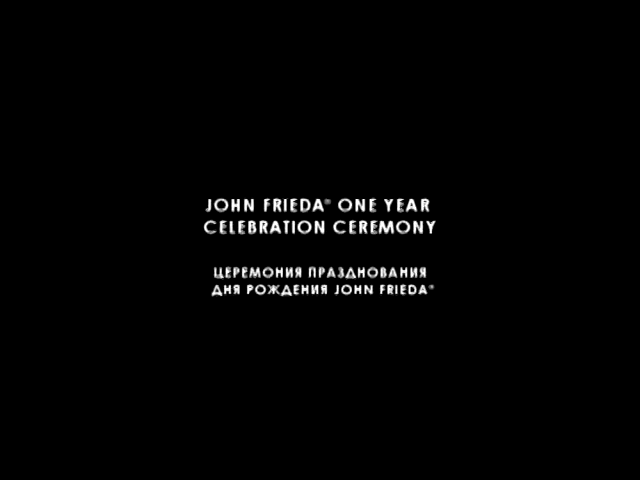 JOHN FRIEDA® ONE YEAR
CELEBRATION CEREMONY
ЦЕРЕМОНИЯ ПРАЗДНОВАНИЯ
ДНЯ РОЖДЕНИЯ JOHN FRIEDA®